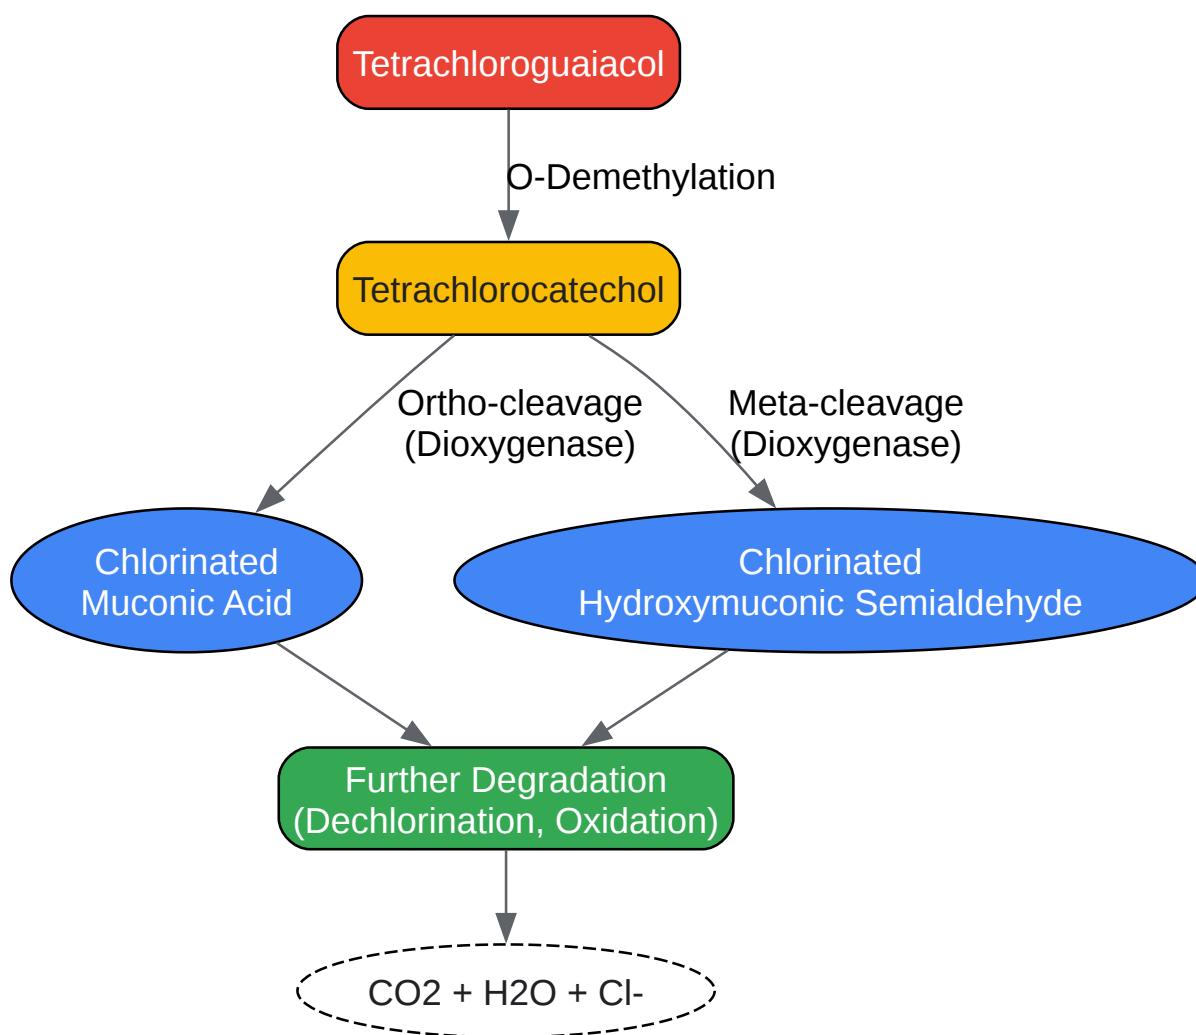 Tetrachloroguaiacol
O-Demethylation
Tetrachlorocatechol
Ortho-cleavage
(Dioxygenase)
Meta-cleavage
(Dioxygenase)
Chlorinated
Muconic Acid
Chlorinated
Hydroxymuconic Semialdehyde
Further Degradation
(Dechlorination, Oxidation)
CO2 + H2O + Cl-